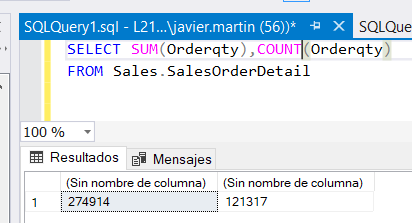 SQLQuery1.sql - L21...\javier.martin (56))*
SQLQue
SELECT SUM(Orderqty),COUNT(Orderqty)
FROM Sales.SalesOrderDetail
100 %
Resultados
Mensajes
(Sin nombre de columna) (Sin nombre de columna)
1 274914 121317